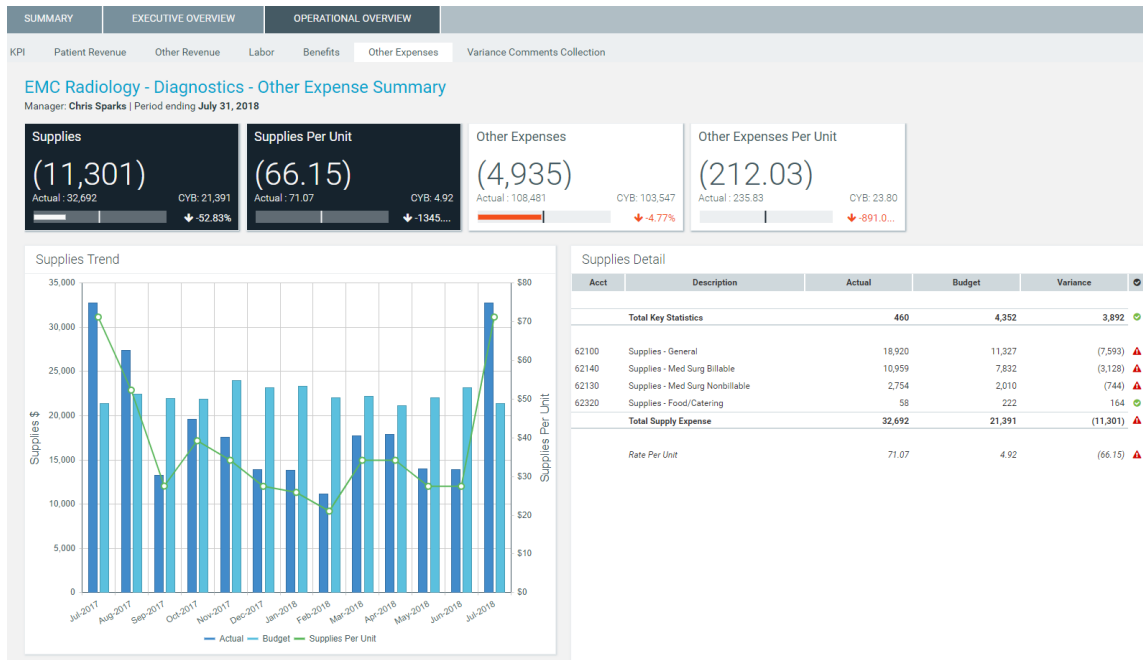 SUMMARY EXECUTIVE OVERVIEW OPERATIONAL OVERVIEW
KPI Patient Revenue Other Revenue Labor Benefits Other Expenses Variance Comments Collection
EMC Radiology - Diagnostics - Other Expense Summary
Manager: Chris Sparks | Period ending July 31, 2018
Supplies
(11,301)
Actual : 32,692 CYB: 21,391
-52.83%
Supplies Per Unit
(66.15)
Actual : 71.07 CYB: 4.92
-1345....
Other Expenses
(4,935)
Actual : 108,481 CYB: 103,547
-4.77%
Other Expenses Per Unit
(212.03)
Actual : 235.83 CYB: 23.80
-891.0...
Supplies Trend
Supplies $
35,000
30,000
25,000
20,000
15,000
10,000
5,000
0
$80
$70
$60
$50
$40
$30
$20
$10
$0
Supplies Per Unit
Jul-2017 Aug-2017 Sep-2017 Oct-2017 Nov-2017 Dec-2017 Jan-2018 Feb-2018 Mar-2018 Apr-2018 May-2018 Jun-2018 Jul-2018
Actual Budget Supplies Per Unit
Supplies Detail
Acct Description Actual Budget Variance
Total Key Statistics 460 4,352 3,892
62100 Supplies - General 18,920 11,327 (7,593)
62140 Supplies - Med Surg Billable 10,959 7,832 (3,128)
62130 Supplies - Med Surg Nonbillable 2,754 2,010 (744)
62320 Supplies - Food/Catering 58 222 164
Total Supply Expense 32,692 21,391 (11,301)
Rate Per Unit 71.07 4.92 (66.15)